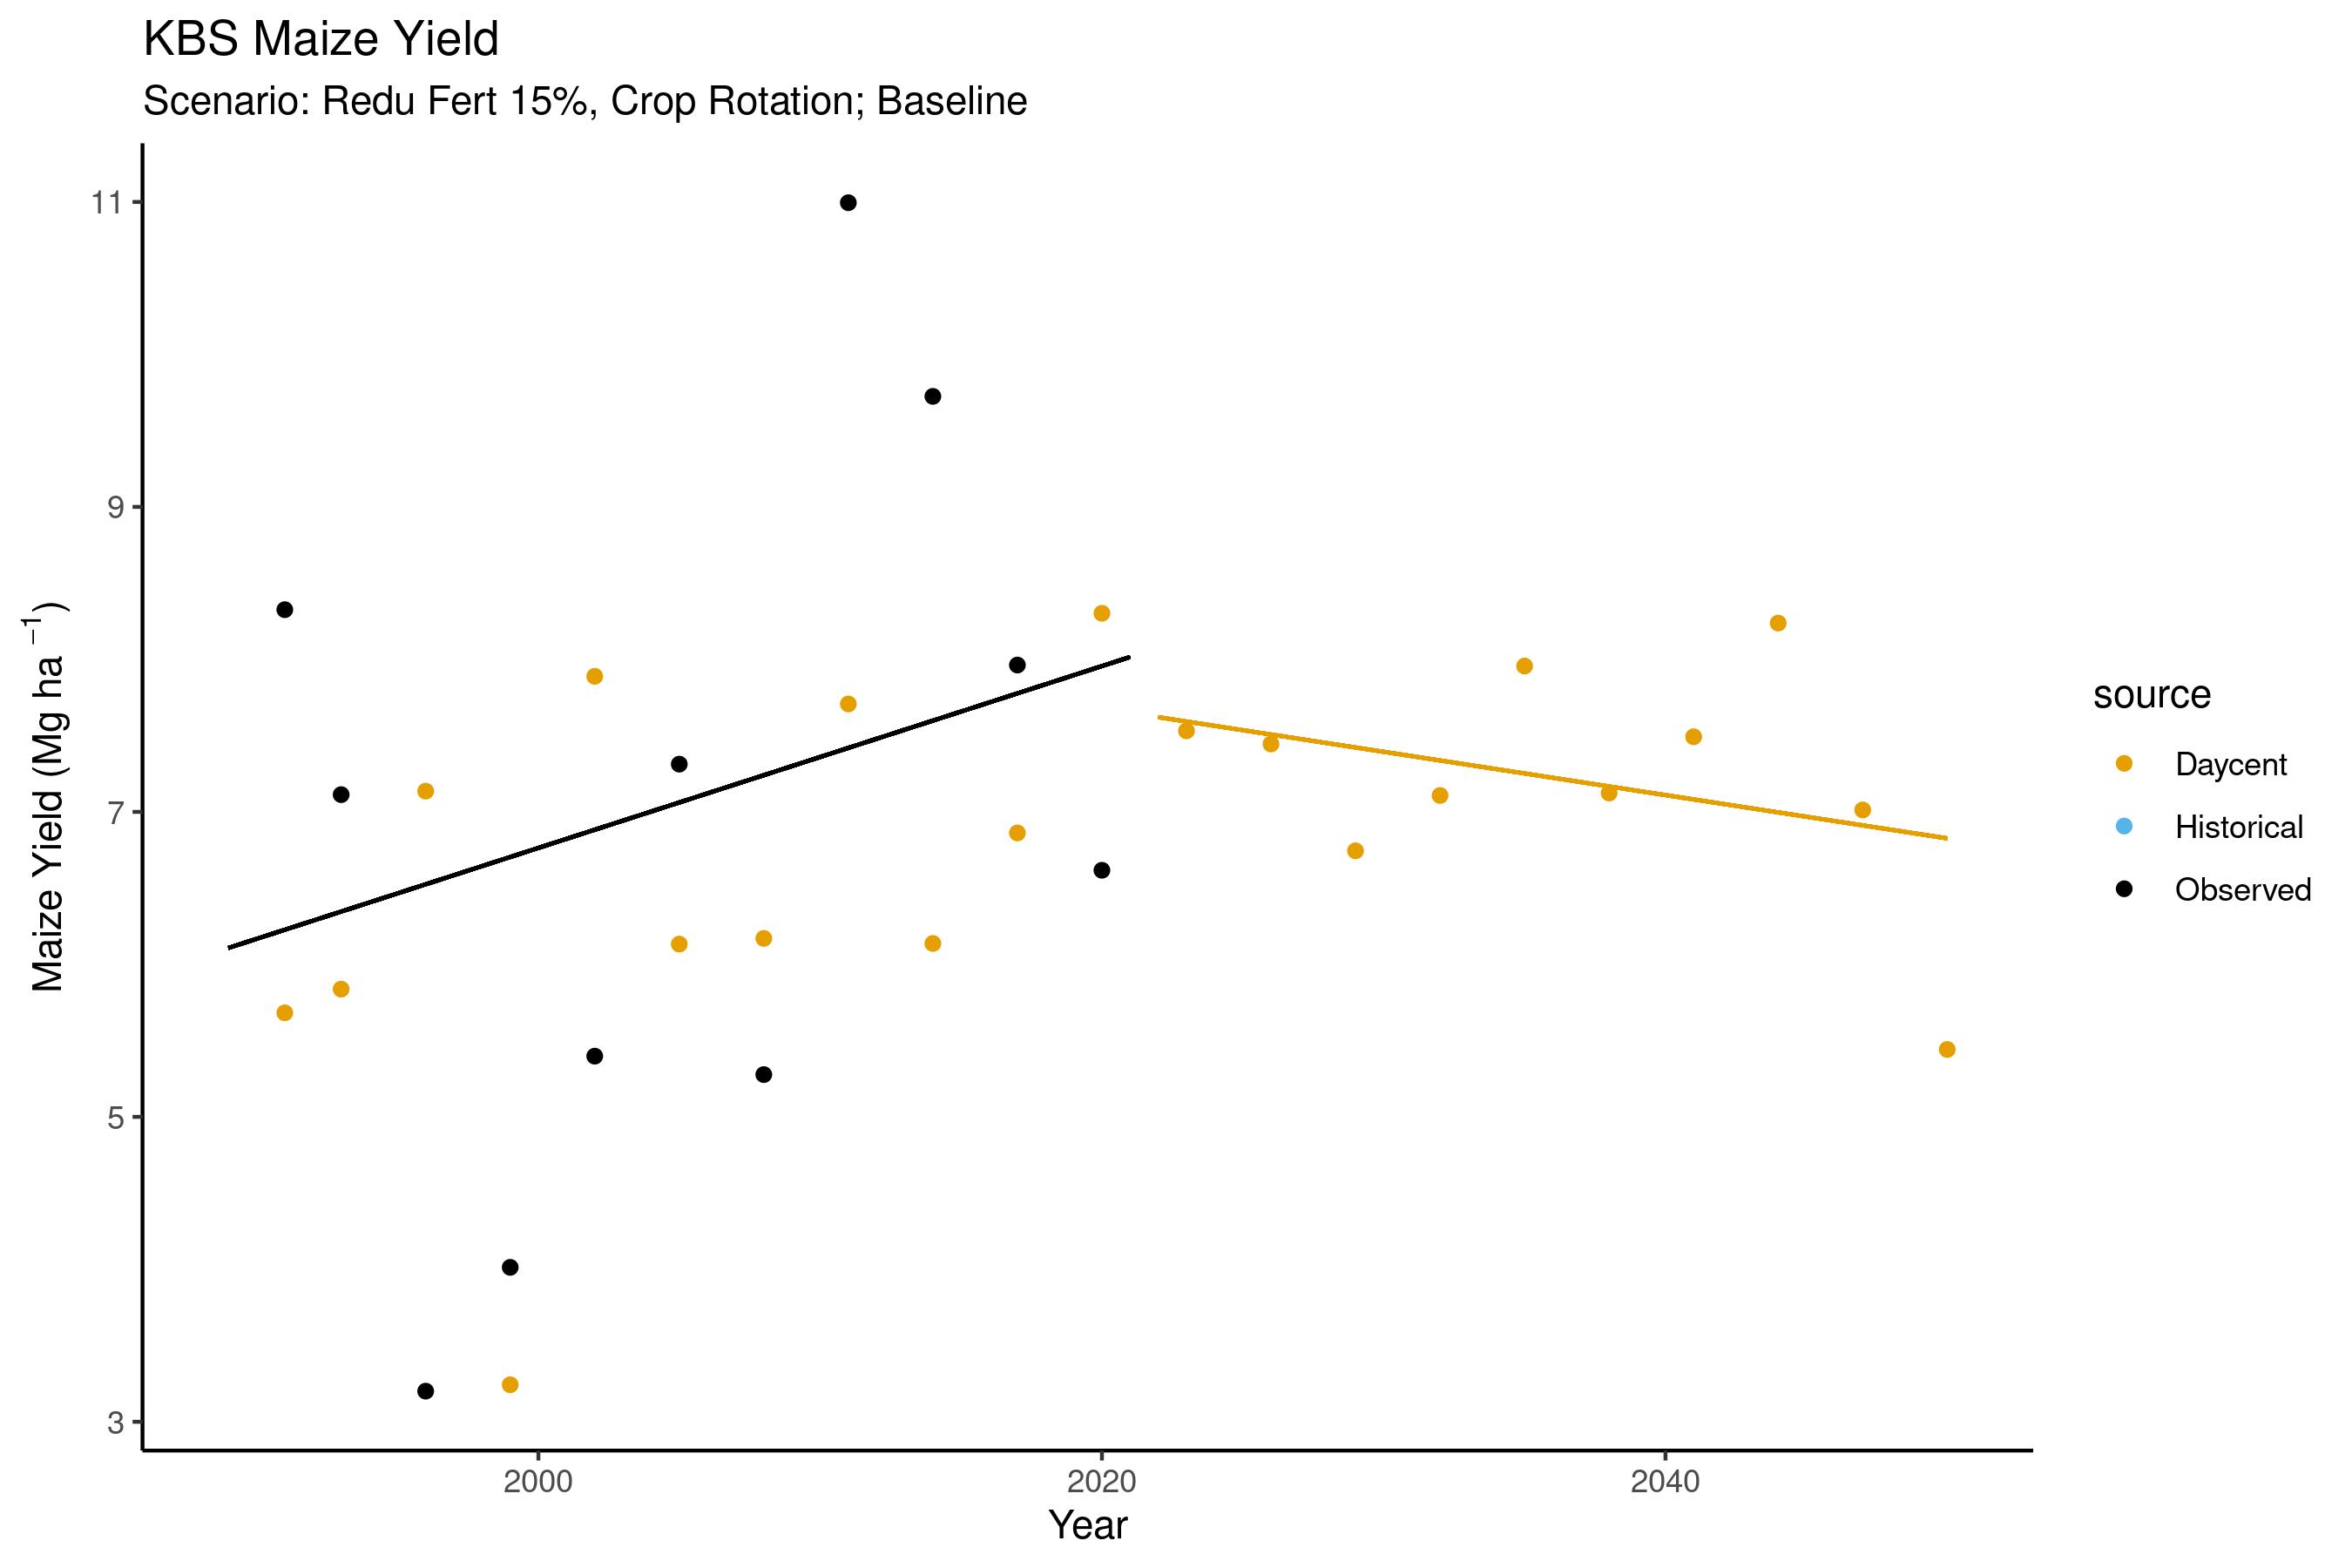 KBS Maize Yield
Scenario: Redu Fert 15%, Crop Rotation; Baseline
Maize Yield (Mg ha⁻¹)
11
9
7
5
3
2000
2020
2040
Year
source
Daycent
Historical
Observed